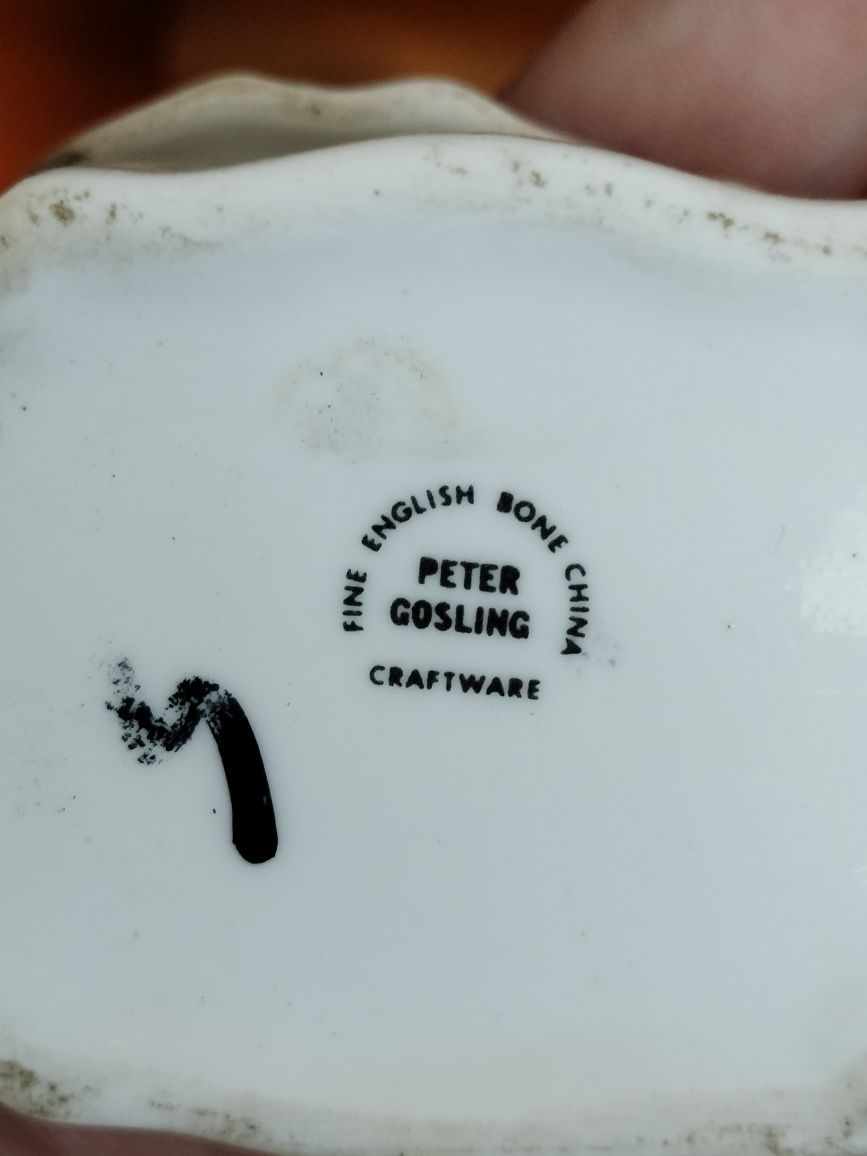 FINE ENGLISH BONE CHINA
PETER
GOSLING
CRAFTWARE